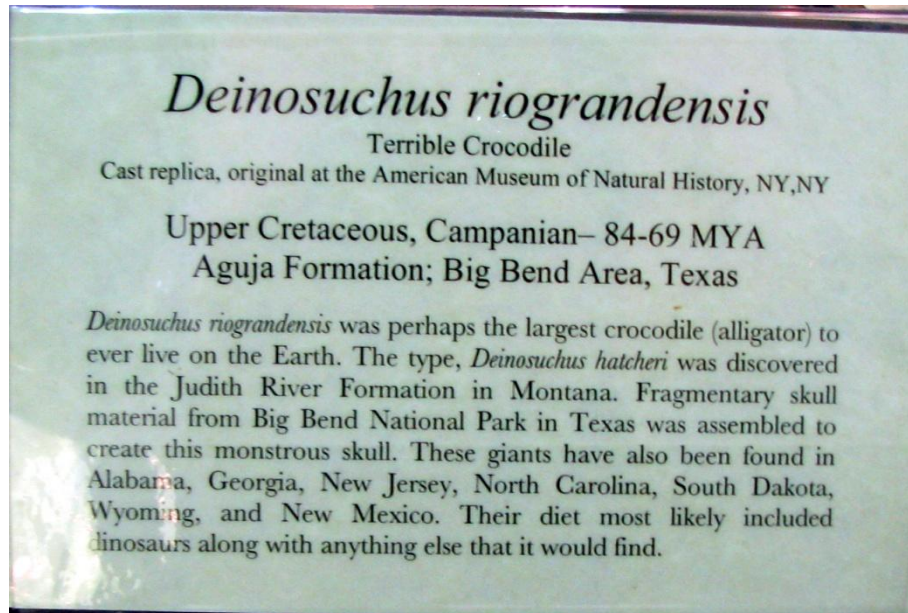 Deinosuchus riograndensis
Terrible Crocodile
Cast replica, original at the American Museum of Natural History, NY,NY
Upper Cretaceous, Campanian– 84-69 MYA
Aguja Formation; Big Bend Area, Texas
Deinosuchus riograndensis was perhaps the largest crocodile (alligator) to
ever live on the Earth. The type, Deinosuchus hatcheri was discovered
in the Judith River Formation in Montana. Fragmentary skull
material from Big Bend National Park in Texas was assembled to
create this monstrous skull. These giants have also been found in
Alabama, Georgia, New Jersey, North Carolina, South Dakota,
Wyoming, and New Mexico. Their diet most likely included
dinosaurs along with anything else that it would find.